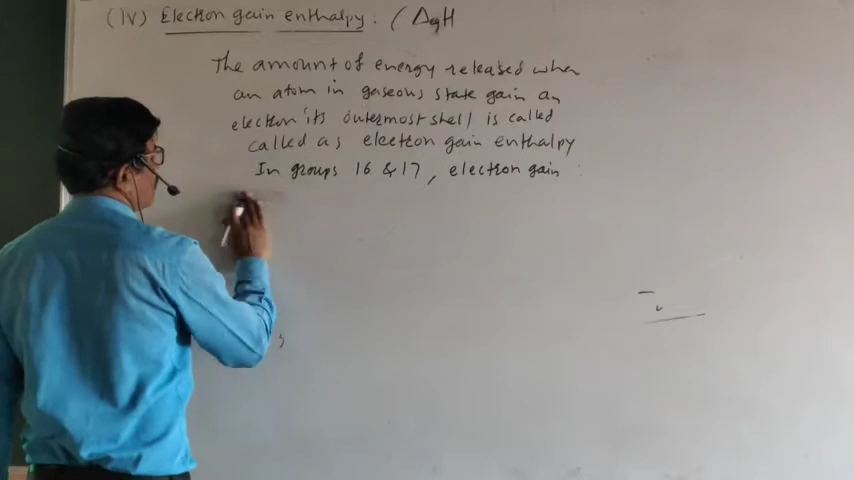 (iv) Electron gain enthalpy : (ΔegH
The amount of energy released when
an atom in gaseous state gain an
electron its outermost shell is called
called as electron gain enthalpy
In groups 16 & 17, electron gain